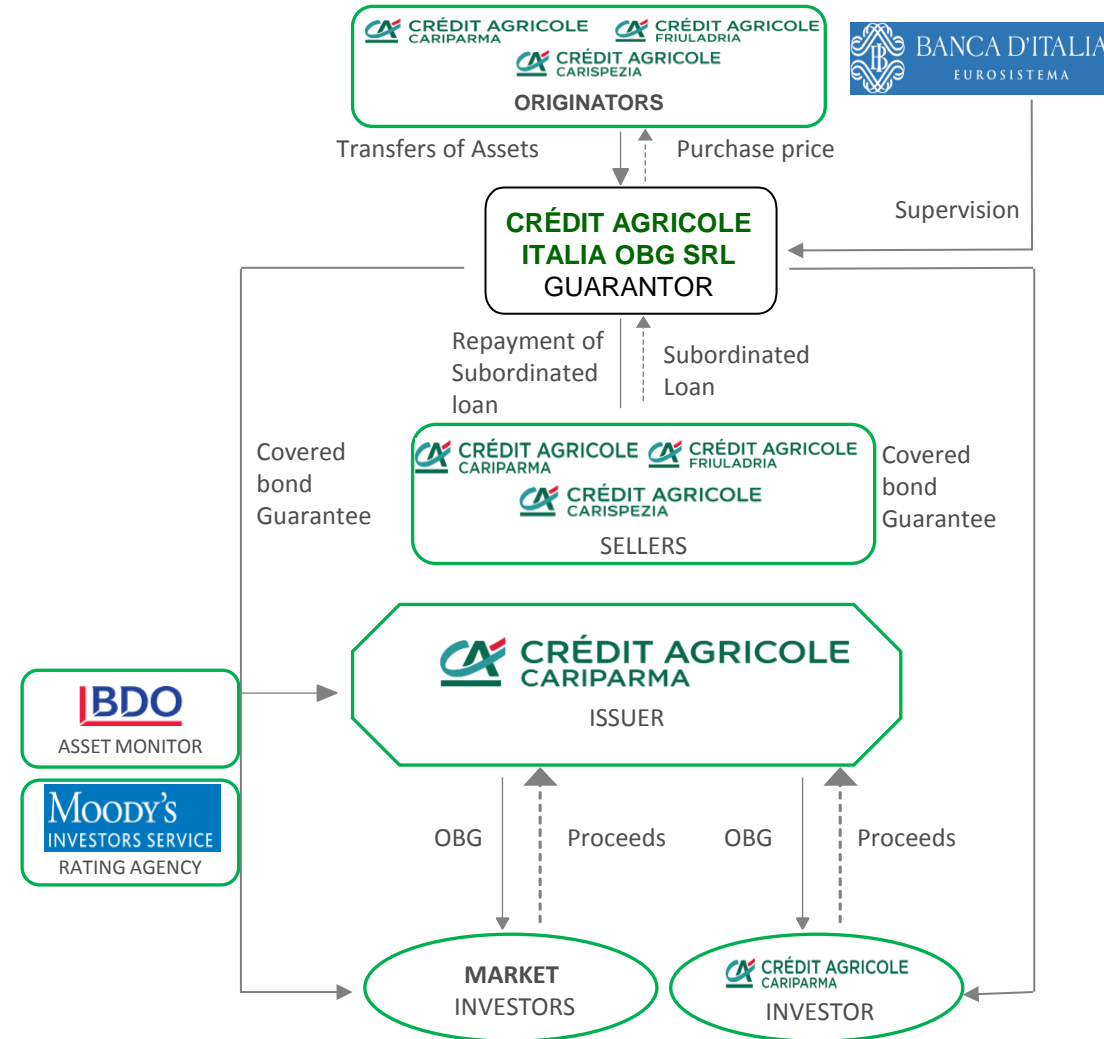 CRÉDIT AGRICOLE
CARIPARMA
CRÉDIT AGRICOLE
FRIULADRIA
CRÉDIT AGRICOLE
CARISPEZIA
ORIGINATORS
BANCA D'ITALIA
EUROSISTEMA
Transfers of Assets
Purchase price
Supervision
CRÉDIT AGRICOLE
ITALIA OBG SRL
GUARANTOR
Repayment of
Subordinated
loan
Subordinated
Loan
Covered
bond
Guarantee
CRÉDIT AGRICOLE
CARIPARMA
CRÉDIT AGRICOLE
FRIULADRIA
CRÉDIT AGRICOLE
CARISPEZIA
SELLERS
Covered
bond
Guarantee
CRÉDIT AGRICOLE
CARIPARMA
ISSUER
BDO
ASSET MONITOR
MOODY'S
INVESTORS SERVICE
RATING AGENCY
OBG
Proceeds
OBG
Proceeds
MARKET
INVESTORS
CRÉDIT AGRICOLE
CARIPARMA
INVESTOR